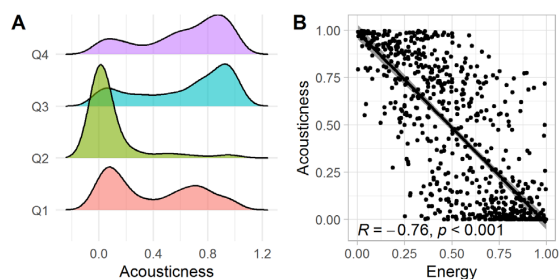 A
Q4
Q3
Q2
Q1
0.0 0.4 0.8 1.2
Acousticness
B
Acousticness
1.00
0.75
0.50
0.25
0.00
R = −0.76, p < 0.001
0.00 0.25 0.50 0.75 1.00
Energy